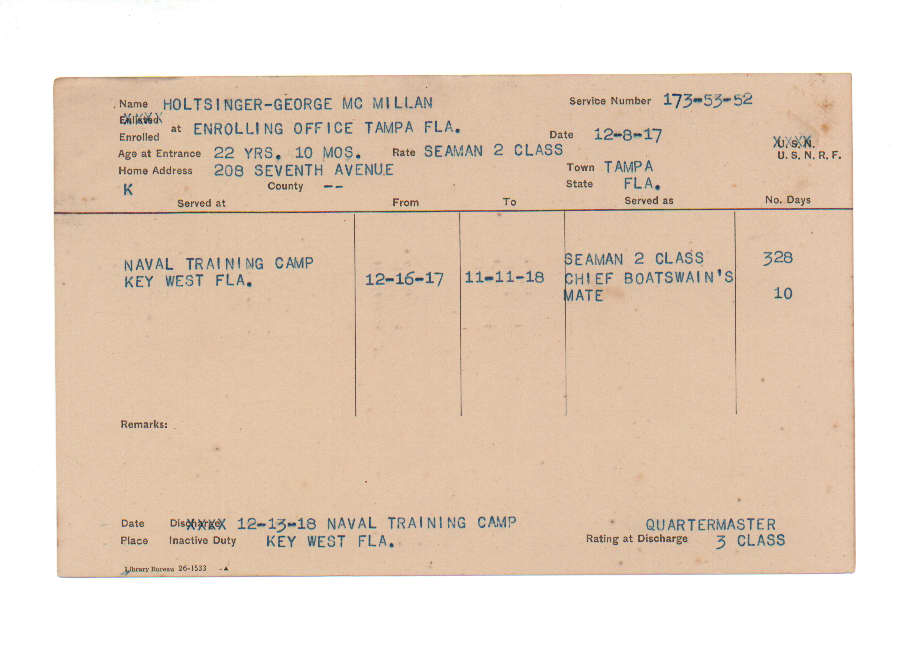 Name HOLTSINGER-GEORGE MC MILLAN Service Number 173-53-52
Enlisted
Enrolled at ENROLLING OFFICE TAMPA FLA. Date 12-8-17 U.S.N.
Age at Entrance 22 YRS. 10 MOS. Rate SEAMAN 2 CLASS U. S. N. R. F.
Home Address 208 SEVENTH AVENUE Town TAMPA
K County -- State FLA.
Served at From To Served as No. Days
NAVAL TRAINING CAMP SEAMAN 2 CLASS 328
KEY WEST FLA. 12-16-17 11-11-18 CHIEF BOATSWAIN'S
MATE 10
Remarks:
Date Discharge 12-13-18 NAVAL TRAINING CAMP QUARTERMASTER
Place Inactive Duty KEY WEST FLA. Rating at Discharge 3 CLASS
Library Bureau 26-1533